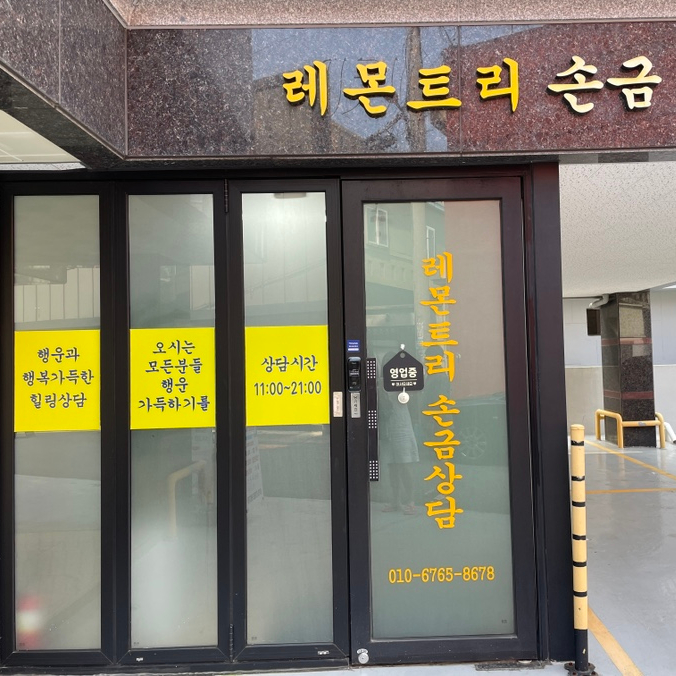 레몬트리 손금
행운과
행복가득한
힐링상담
오시는
모든분들
행운
가득하기를
상담시간
11:00~21:00
영업중
레몬트리 손금상담
010-6765-8678